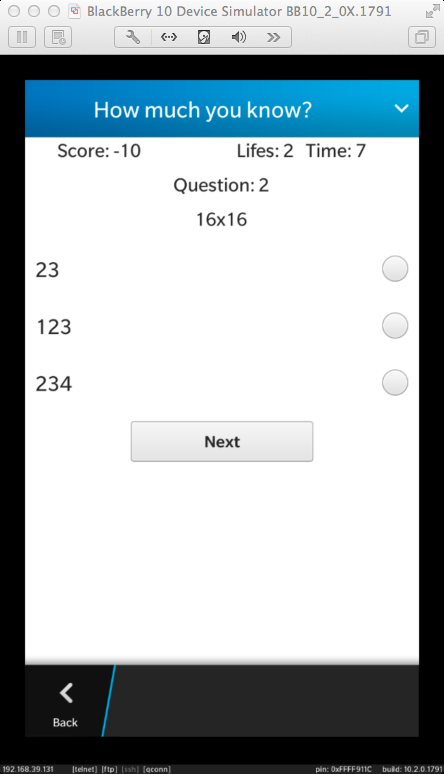 BlackBerry 10 Device Simulator BB10_2_0X.1791
How much you know?
Score: -10 Lifes: 2 Time: 7
Question: 2
16x16
23
123
234
Next
Back
192.168.39.131 [telnet] [ftp] [ssh] [qconn] pin: 0xFFFF911C build: 10.2.0.1791